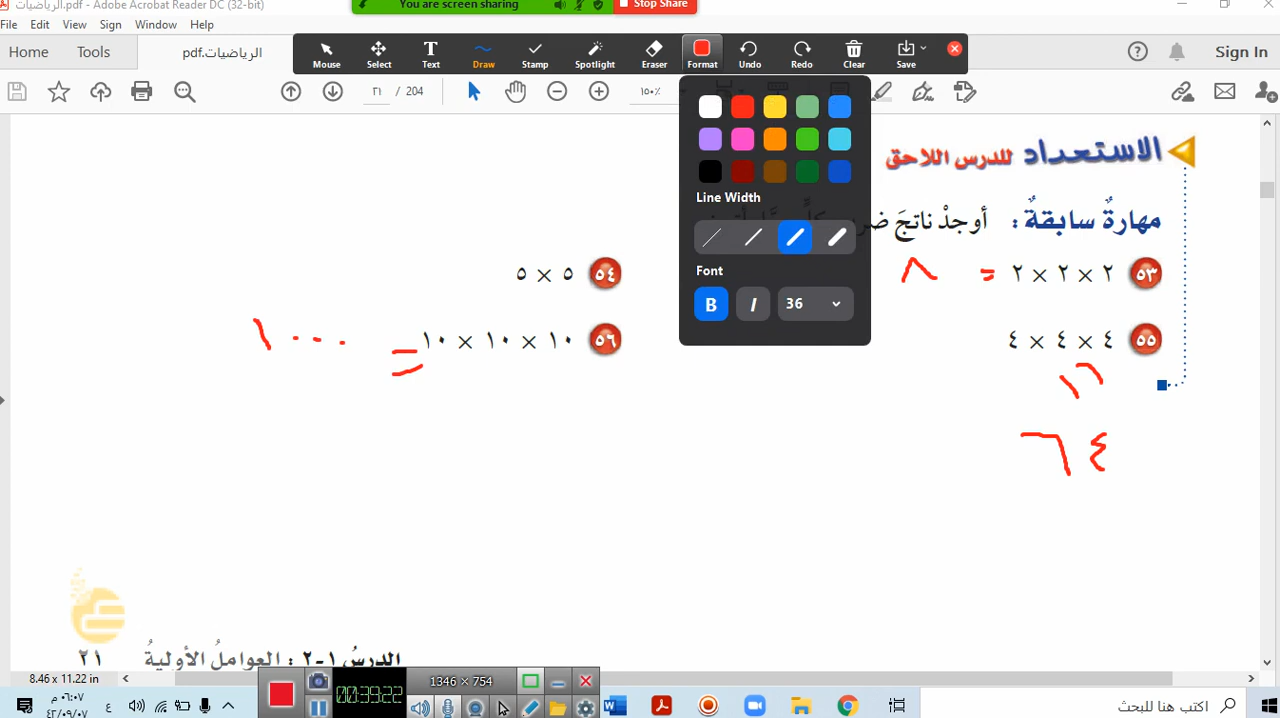 الرياضيات.pdf - Adobe Acrobat Reader DC (32-bit)
You are screen sharing
Stop Share
File Edit View Sign Window Help
Home Tools
الرياضيات.pdf
Mouse Select Text Draw Stamp Spotlight Eraser Format Undo Redo Clear Save
Sign In
٢١ / 204
١٥٠٪
Line Width
Font
B I 36
الاستعداد للدرس اللاحق
مهارةٌ سابقةٌ : أوجدْ ناتجَ
٥٣ ٢ × ٢ × ٢ = ٨
٥٤ ٥ × ٥
٥٥ ٤ × ٤ × ٤
١٦
٦٤
٥٦ ١٠ × ١٠ × ١٠ = ١٠٠٠
٢١ الدرسُ ١-٢ : العواملُ الأوليةُ
8.46 x 11.22 in
00:39:22
1346 × 754
اكتب هنا للبحث